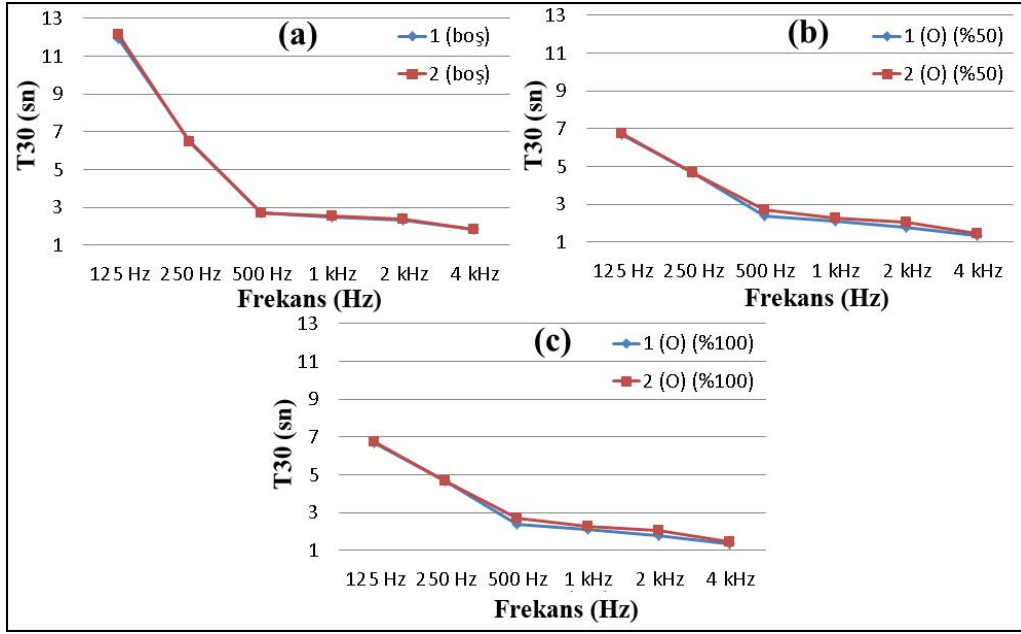 (a)
1 (boş)
2 (boş)
T30 (sn)
13
11
9
7
5
3
1
125 Hz 250 Hz 500 Hz 1 kHz 2 kHz 4 kHz
Frekans (Hz)
(b)
1 (O) (%50)
2 (O) (%50)
T30 (sn)
13
11
9
7
5
3
1
125 Hz 250 Hz 500 Hz 1 kHz 2 kHz 4 kHz
Frekans (Hz)
(c)
1 (O) (%100)
2 (O) (%100)
T30 (sn)
13
11
9
7
5
3
1
125 Hz 250 Hz 500 Hz 1 kHz 2 kHz 4 kHz
Frekans (Hz)